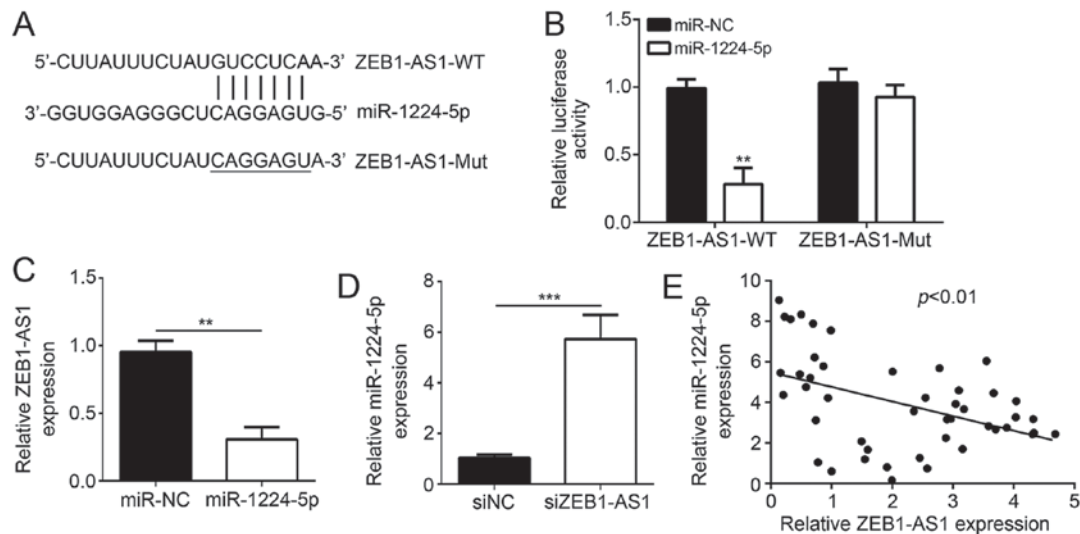 A
5'-CUUAUUUCUAUGUCCUCAA-3' ZEB1-AS1-WT
3'-GGUGGAGGGCUCAGGAGUG-5' miR-1224-5p
5'-CUUAUUUCUAUCAGGAGUA-3' ZEB1-AS1-Mut
B
miR-NC
miR-1224-5p
Relative luciferase
activity
1.5
1.0
0.5
0.0
**
ZEB1-AS1-WT
ZEB1-AS1-Mut
C
Relative ZEB1-AS1
expression
1.5
1.0
0.5
0.0
**
miR-NC
miR-1224-5p
D
Relative miR-1224-5p
expression
8
6
4
2
0
***
siNC
siZEB1-AS1
E
Relative miR-1224-5p
expression
10
8
6
4
2
0
p<0.01
0 1 2 3 4 5
Relative ZEB1-AS1 expression